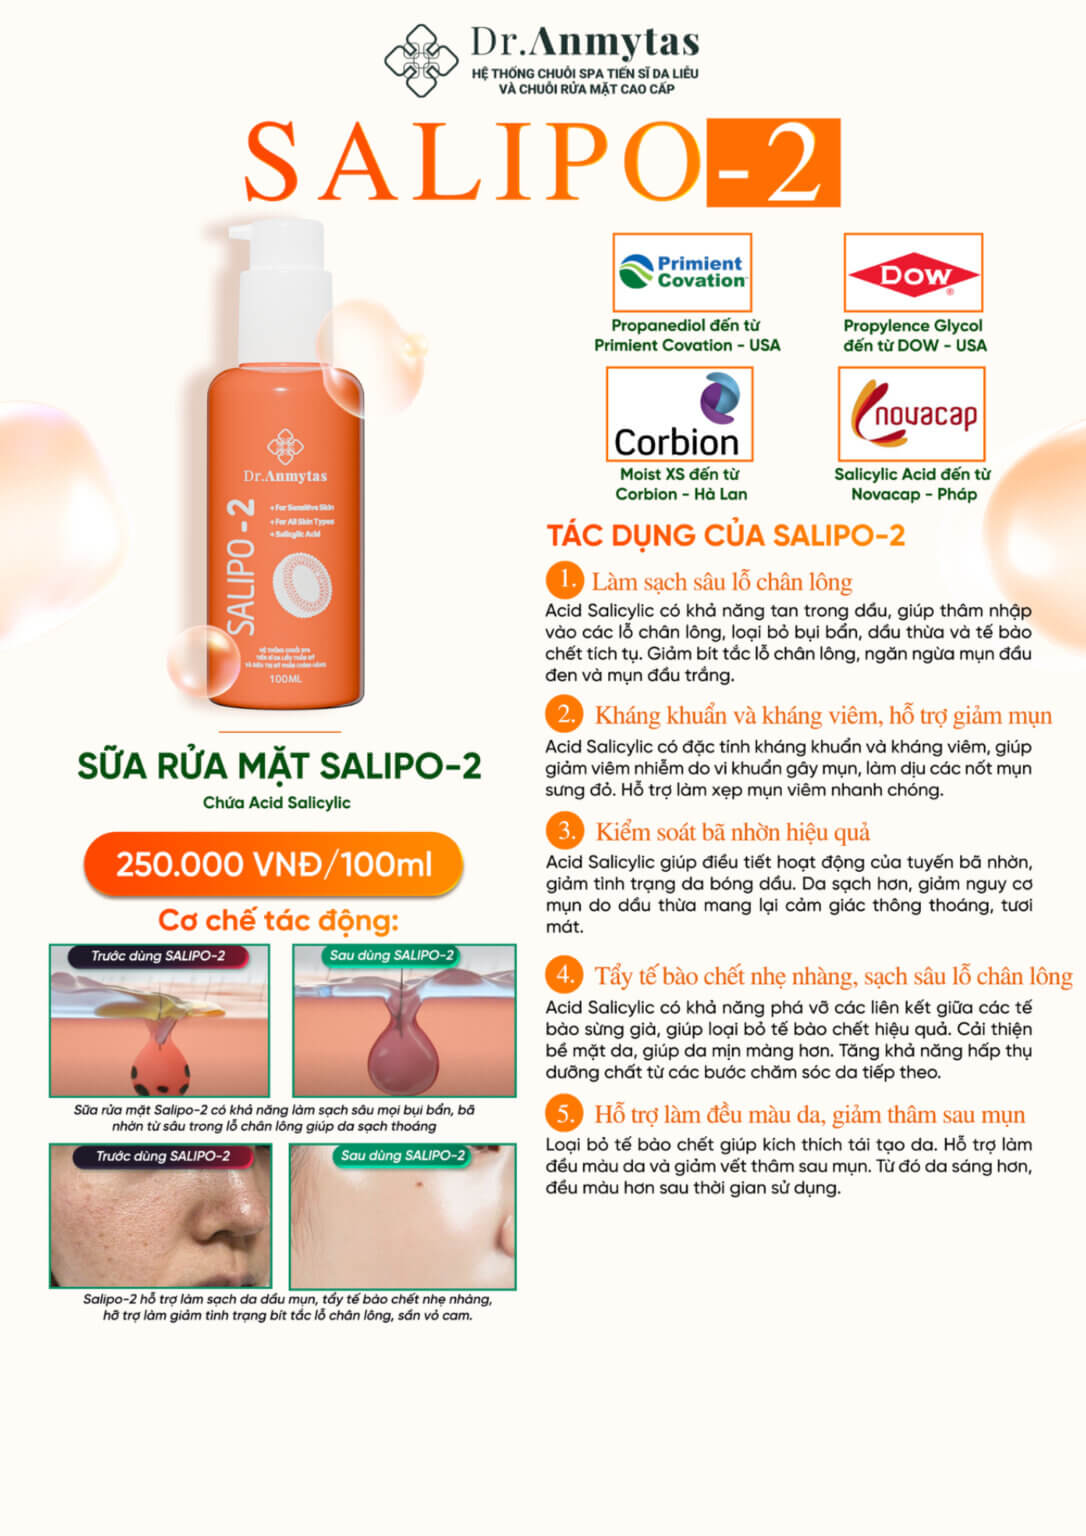 Dr.Anmytas
HỆ THỐNG CHUỖI SPA TIẾN SĨ DA LIỄU
VÀ CHUỖI RỬA MẶT CAO CẤP
SALIPO-2
Primient
Covation
Propanediol đến từ
Primient Covation - USA
DOW
Propylence Glycol
đến từ DOW - USA
Corbion
Moist XS đến từ
Corbion - Hà Lan
novacap
Salicylic Acid đến từ
Novacap - Pháp
Dr.Anmytas
SALIPO - 2
+ For Sensitive Skin
+ For All Skin Types
+ Salicylic Acid
HỆ THỐNG CHUỖI SPA
100ML
SỮA RỬA MẶT SALIPO-2
Chứa Acid Salicylic
250.000 VNĐ/100ml
Cơ chế tác động:
Trước dùng SALIPO-2
Sau dùng SALIPO-2
Sữa rửa mặt Salipo-2 có khả năng làm sạch sâu mọi bụi bẩn, bã
nhờn từ sâu trong lỗ chân lông giúp da sạch thoáng
Trước dùng SALIPO-2
Sau dùng SALIPO-2
Salipo-2 hỗ trợ làm sạch da dầu mụn, tẩy tế bào chết nhẹ nhàng,
hỡ trợ làm giảm tình trạng bít tắc lỗ chân lông, sần vỏ cam.
TÁC DỤNG CỦA SALIPO-2
1. Làm sạch sâu lỗ chân lông
Acid Salicylic có khả năng tan trong dầu, giúp thâm nhập
vào các lỗ chân lông, loại bỏ bụi bẩn, dầu thừa và tế bào
chết tích tụ. Giảm bít tắc lỗ chân lông, ngăn ngừa mụn đầu
đen và mụn đầu trắng.
2. Kháng khuẩn và kháng viêm, hỗ trợ giảm mụn
Acid Salicylic có đặc tính kháng khuẩn và kháng viêm, giúp
giảm viêm nhiễm do vi khuẩn gây mụn, làm dịu các nốt mụn
sưng đỏ. Hỗ trợ làm xẹp mụn viêm nhanh chóng.
3. Kiểm soát bã nhờn hiệu quả
Acid Salicylic giúp điều tiết hoạt động của tuyến bã nhờn,
giảm tình trạng da bóng dầu. Da sạch hơn, giảm nguy cơ
mụn do dầu thừa mang lại cảm giác thông thoáng, tươi
mát.
4. Tẩy tế bào chết nhẹ nhàng, sạch sâu lỗ chân lông
Acid Salicylic có khả năng phá vỡ các liên kết giữa các tế
bào sừng già, giúp loại bỏ tế bào chết hiệu quả. Cải thiện
bề mặt da, giúp da mịn màng hơn. Tăng khả năng hấp thụ
dưỡng chất từ các bước chăm sóc da tiếp theo.
5. Hỗ trợ làm đều màu da, giảm thâm sau mụn
Loại bỏ tế bào chết giúp kích thích tái tạo da. Hỗ trợ làm
đều màu da và giảm vết thâm sau mụn. Từ đó da sáng hơn,
đều màu hơn sau thời gian sử dụng.